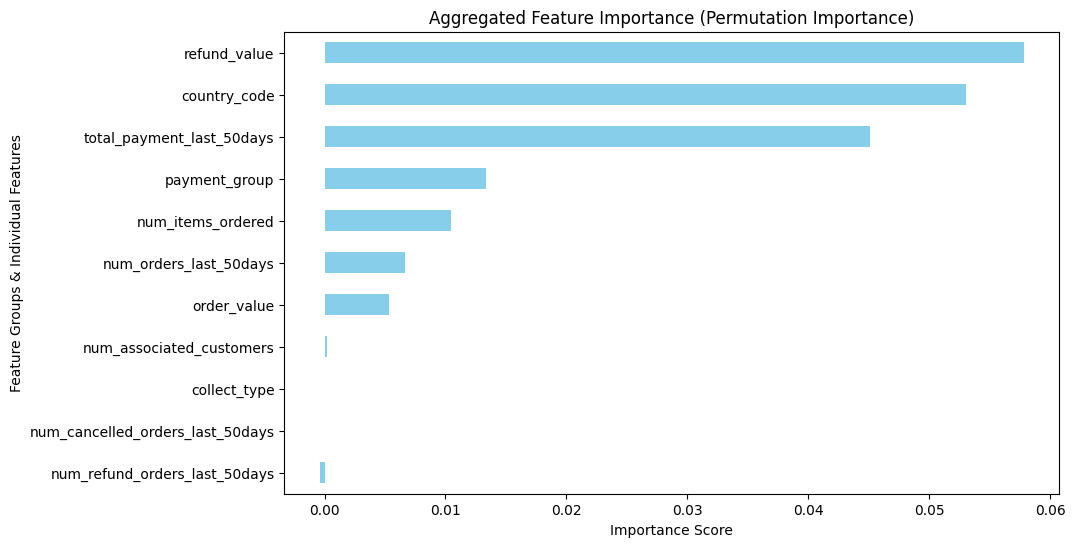 Aggregated Feature Importance (Permutation Importance)
Feature Groups & Individual Features
refund_value
country_code
total_payment_last_50days
payment_group
num_items_ordered
num_orders_last_50days
order_value
num_associated_customers
collect_type
num_cancelled_orders_last_50days
num_refund_orders_last_50days
0.00 0.01 0.02 0.03 0.04 0.05 0.06
Importance Score